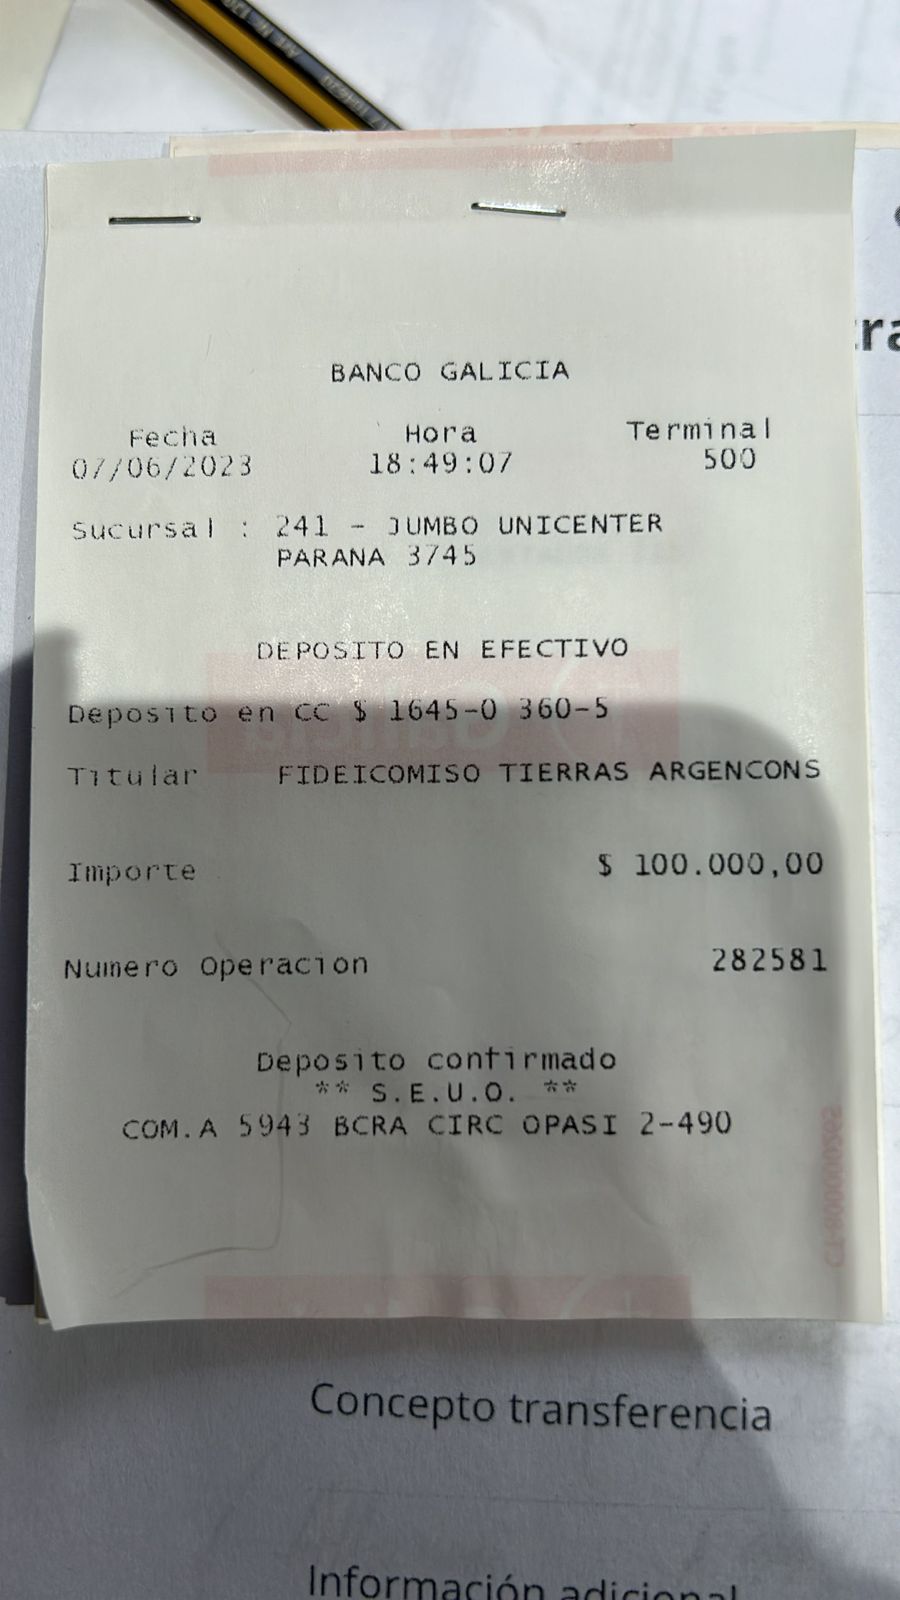 BANCO GALICIA
Fecha Hora Terminal
07/06/2023 18:49:07 500
Sucursal : 241 - JUMBO UNICENTER
PARANA 3745
DEPOSITO EN EFECTIVO
Deposito en CC $ 1645-0 360-5
Titular FIDEICOMISO TIERRAS ARGENCONS
Importe $ 100.000,00
Numero Operacion 282581
Deposito confirmado
** S.E.U.O. **
COM.A 5943 BCRA CIRC OPASI 2-490
Concepto transferencia
Información adicional